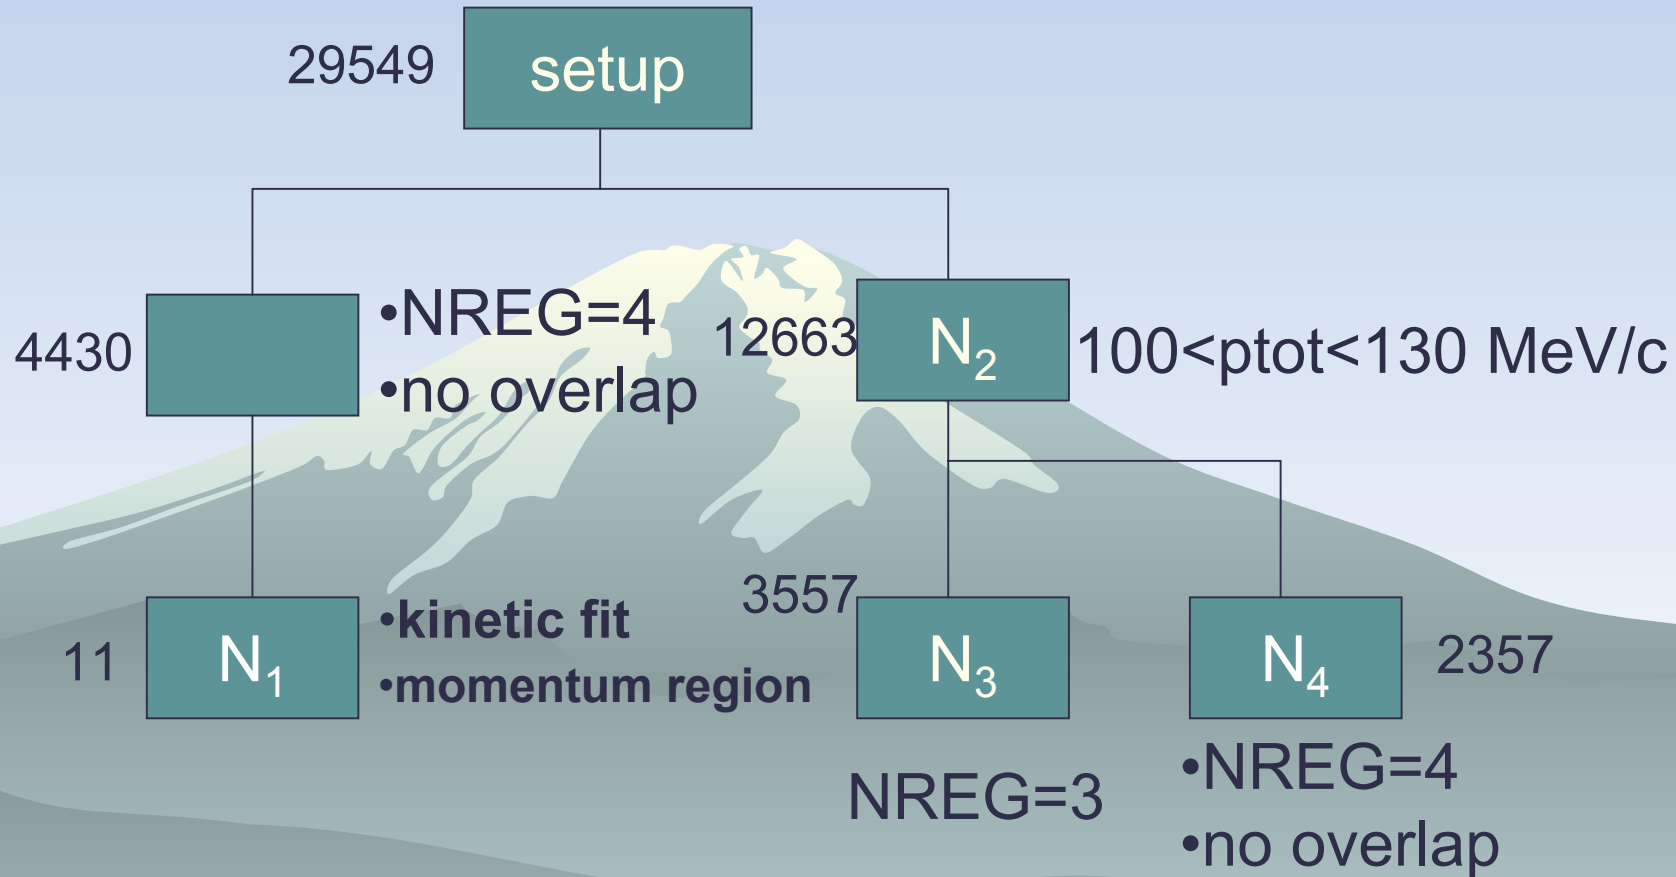 29549
setup
4430
•NREG=4
•no overlap
12663
N₂
100<ptot<130 MeV/c
11
N₁
•kinetic fit
•momentum region
3557
N₃
NREG=3
N₄
2357
•NREG=4
•no overlap